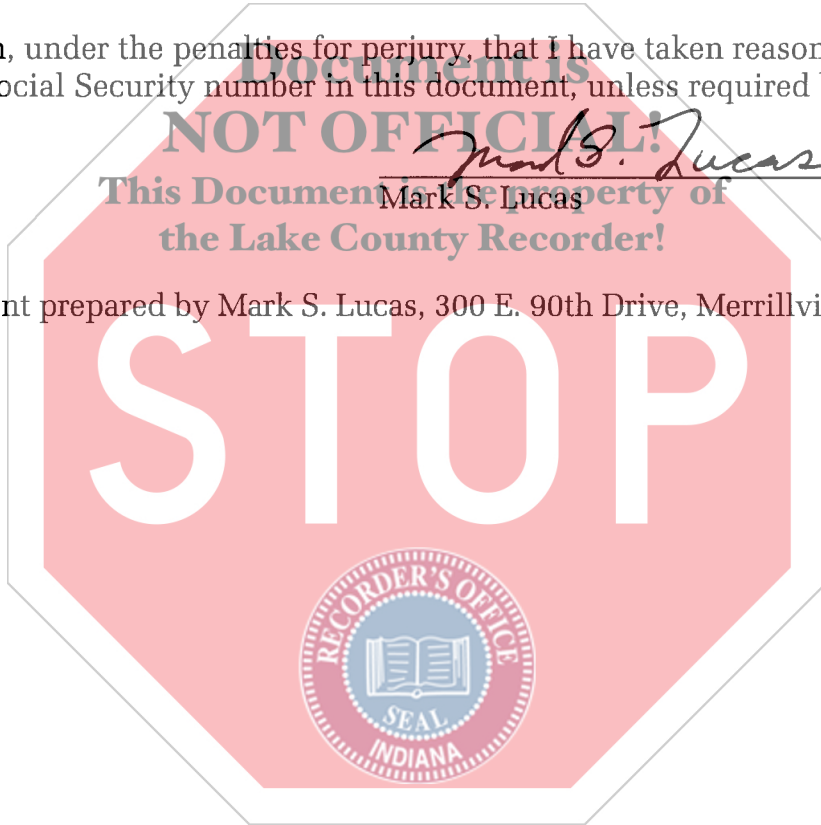 , under the penalties for perjury, that I have taken reason
ocial Security number in this document, unless required
Document is
NOT OFFICIAL!
Mark S. Lucas
This Document is the property of
Mark S. Lucas
the Lake County Recorder!
nt prepared by Mark S. Lucas, 300 E. 90th Drive, Merrillvi
STOP
RECORDER'S OFFICE
SEAL
INDIANA